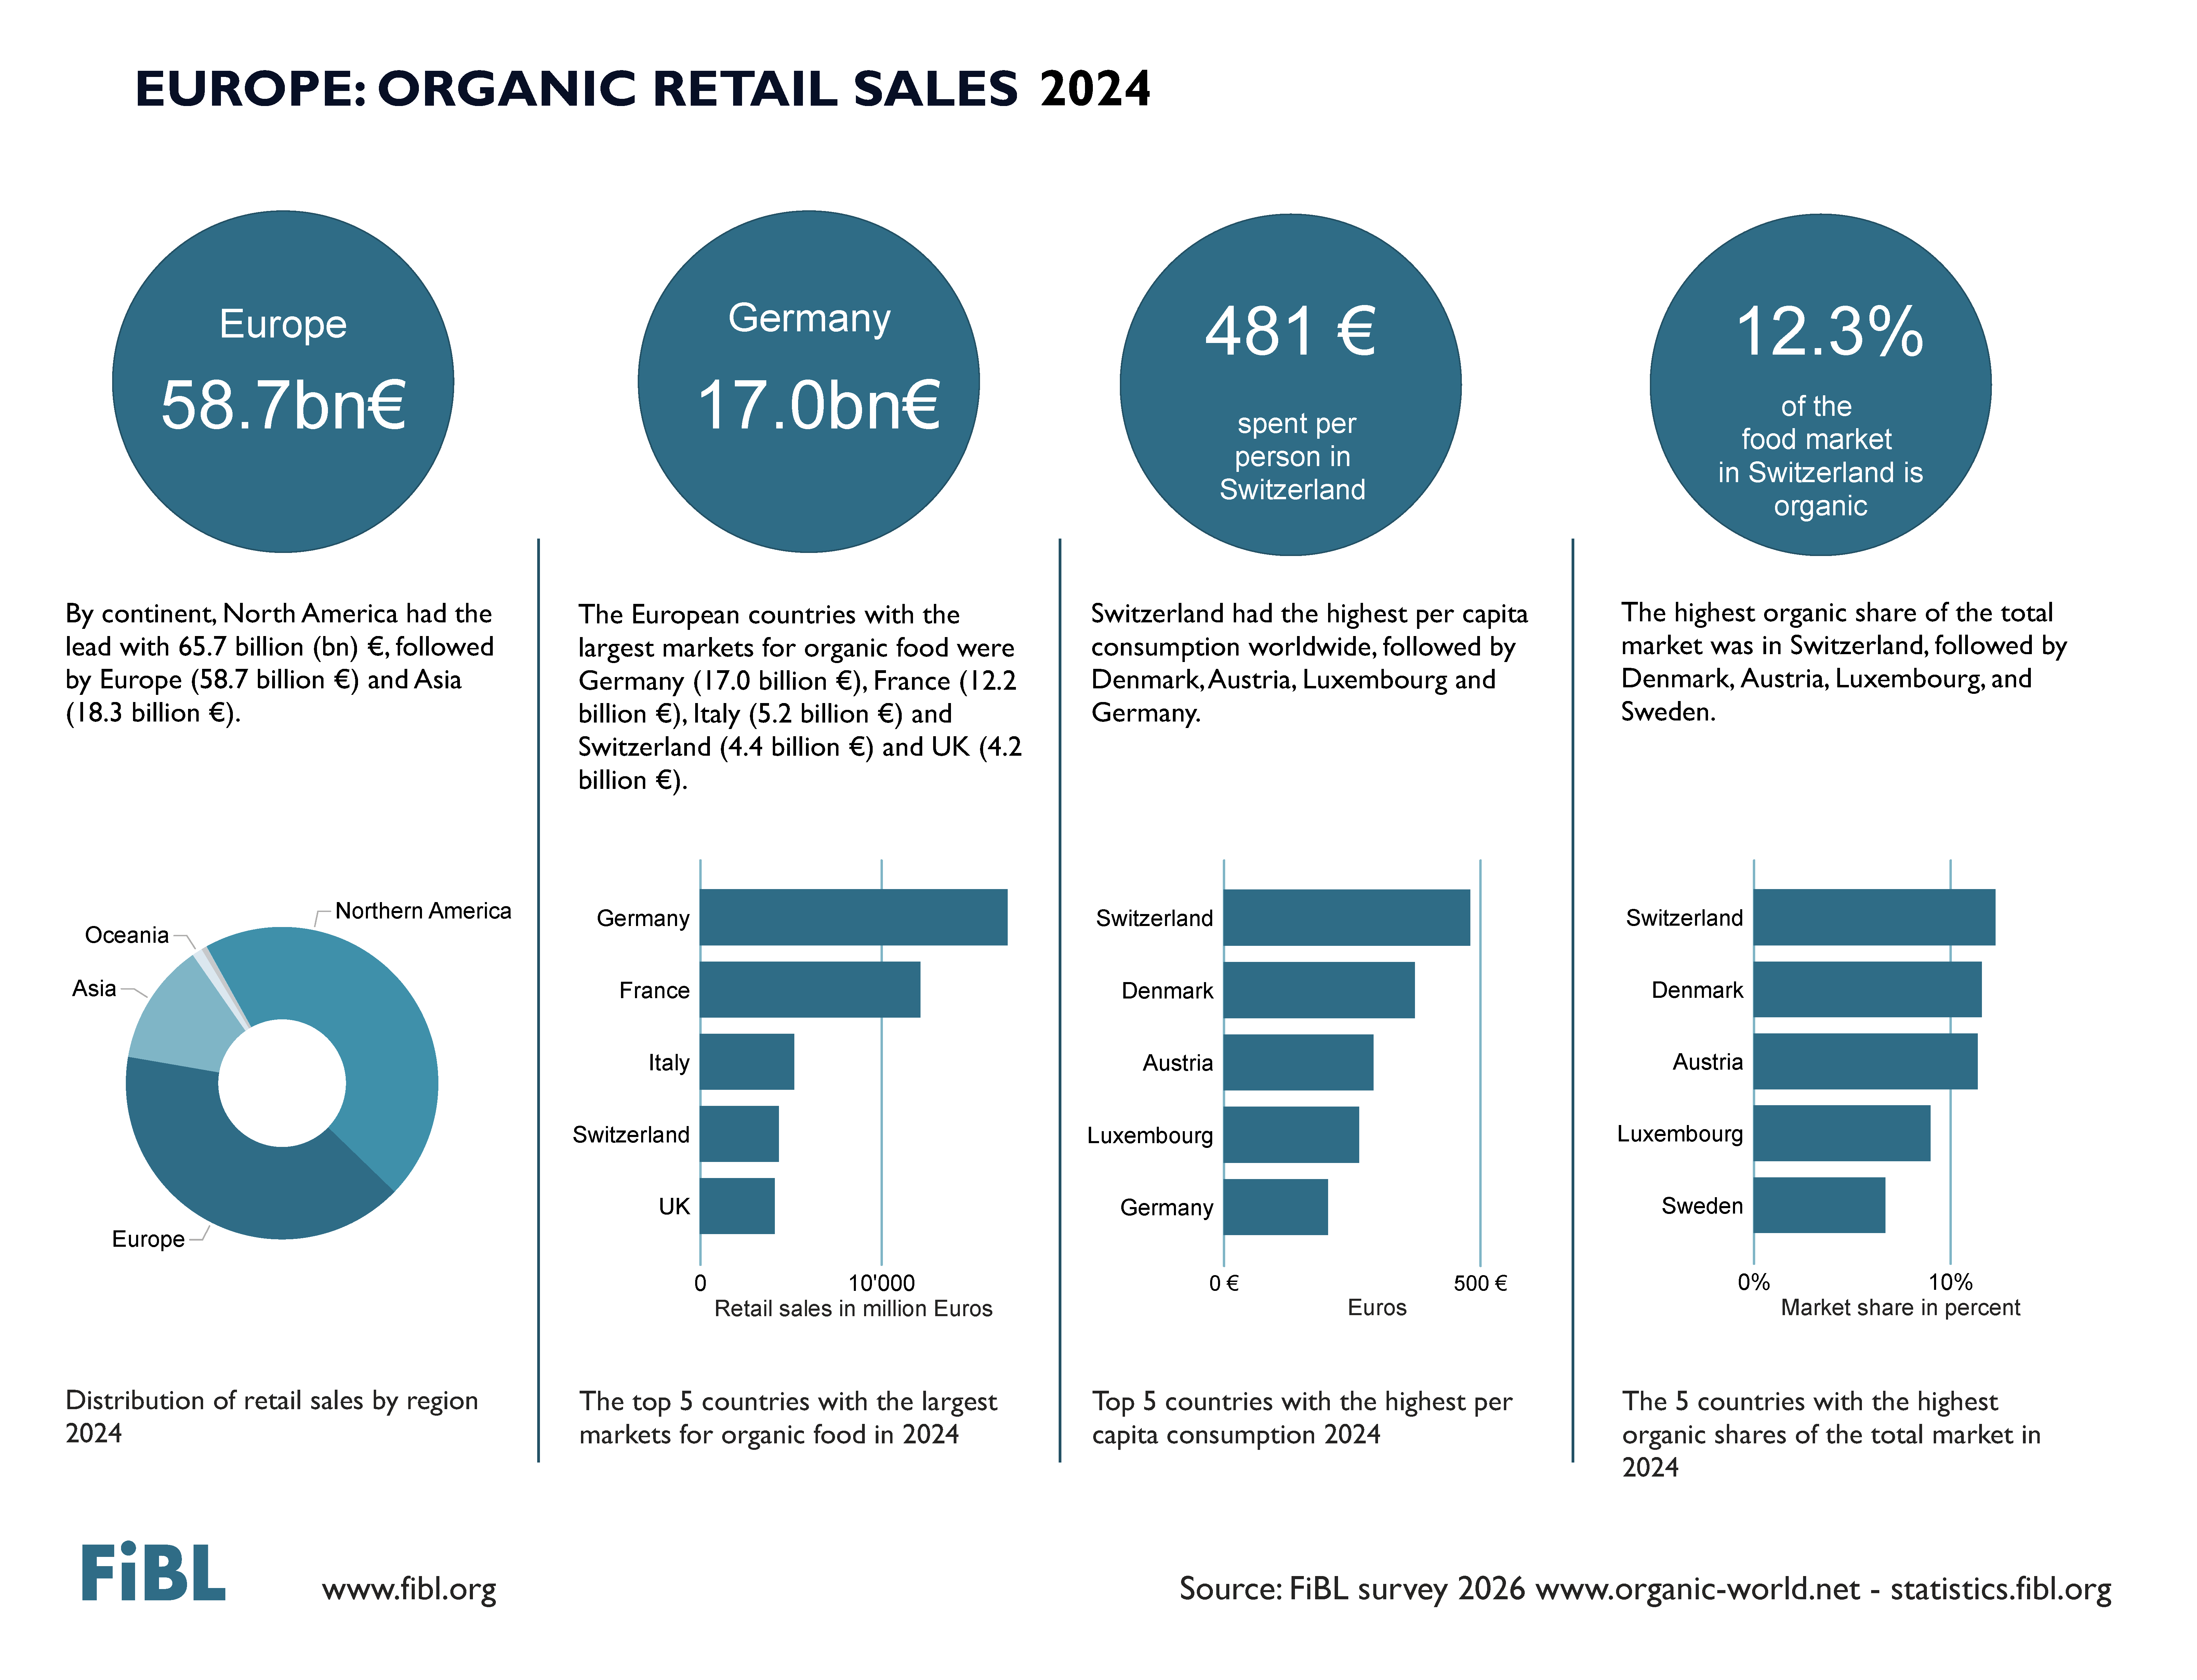 EUROPE: ORGANIC RETAIL SALES 2024
Europe
58.7bn€
By continent, North America had the
lead with 65.7 billion (bn) €, followed
by Europe (58.7 billion €) and Asia
(18.3 billion €).
Northern America
Oceania
Asia
Europe
Distribution of retail sales by region
2024
Germany
17.0bn€
The European countries with the
largest markets for organic food were
Germany (17.0 billion €), France (12.2
billion €), Italy (5.2 billion €) and
Switzerland (4.4 billion €) and UK (4.2
billion €).
Germany
France
Italy
Switzerland
UK
0 10'000
Retail sales in million Euros
The top 5 countries with the largest
markets for organic food in 2024
481 €
spent per
person in
Switzerland
Switzerland had the highest per capita
consumption worldwide, followed by
Denmark, Austria, Luxembourg and
Germany.
Switzerland
Denmark
Austria
Luxembourg
Germany
0 € 500 €
Euros
Top 5 countries with the highest per
capita consumption 2024
12.3%
of the
food market
in Switzerland is
organic
The highest organic share of the total
market was in Switzerland, followed by
Denmark, Austria, Luxembourg, and
Sweden.
Switzerland
Denmark
Austria
Luxembourg
Sweden
0% 10%
Market share in percent
The 5 countries with the highest
organic shares of the total market in
2024
FiBL
www.fibl.org
Source: FiBL survey 2026 www.organic-world.net - statistics.fibl.org